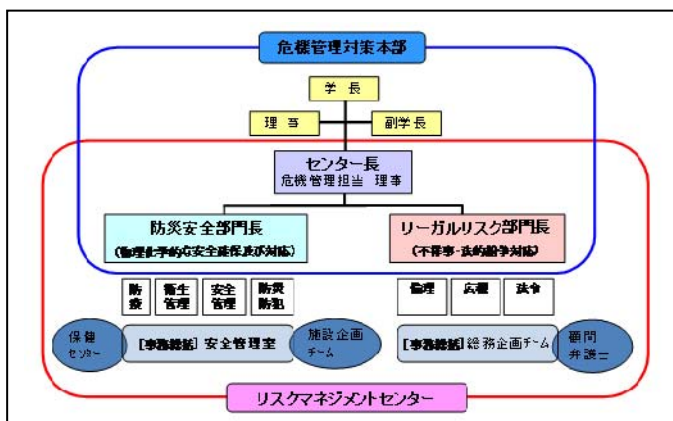 危機管理対策本部
学 長
理 事
副学長
センター長
危機管理担当 理事
防災安全部門長
リーガルリスク部門長
(物理化学的な安全確保及び対応)
(不祥事・法的紛争対応)
防疫
衛生管理
安全管理
防災防犯
倫理
広報
法令
保健センター
[事務総括] 安全管理室
施設企画チーム
[事務総括] 総務企画チーム
顧問弁護士
リスクマネジメントセンター